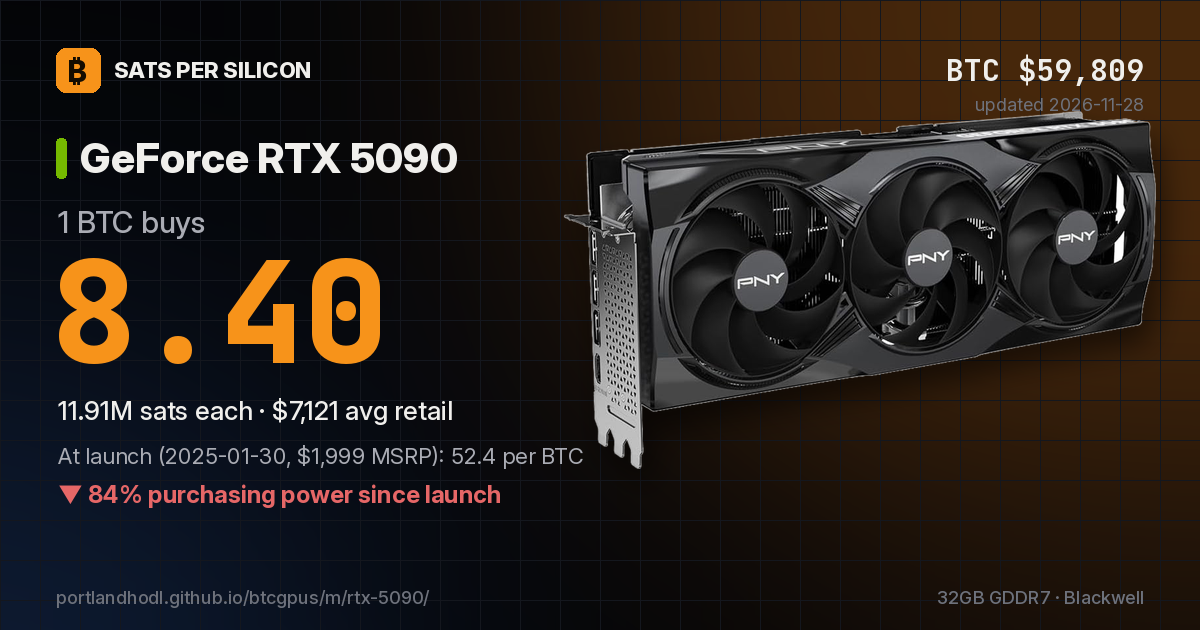 SATS PER SILICON
BTC $59,809
updated 2026-11-28
GeForce RTX 5090
1 BTC buys
8.40
11.91M sats each · $7,121 avg retail
At launch (2025-01-30, $1,999 MSRP): 52.4 per BTC
▼ 84% purchasing power since launch
PNY
PNY
PNY
portlandhodl.github.io/btcgpus/m/rtx-5090/
32GB GDDR7 · Blackwell